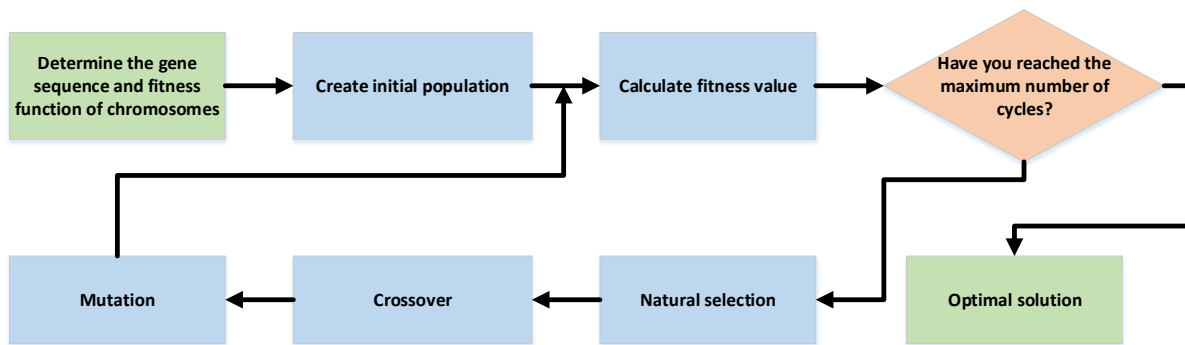 Determine the gene
sequence and fitness
function of chromosomes
Create initial population
Calculate fitness value
Have you reached the
maximum number of
cycles?
Mutation
Crossover
Natural selection
Optimal solution